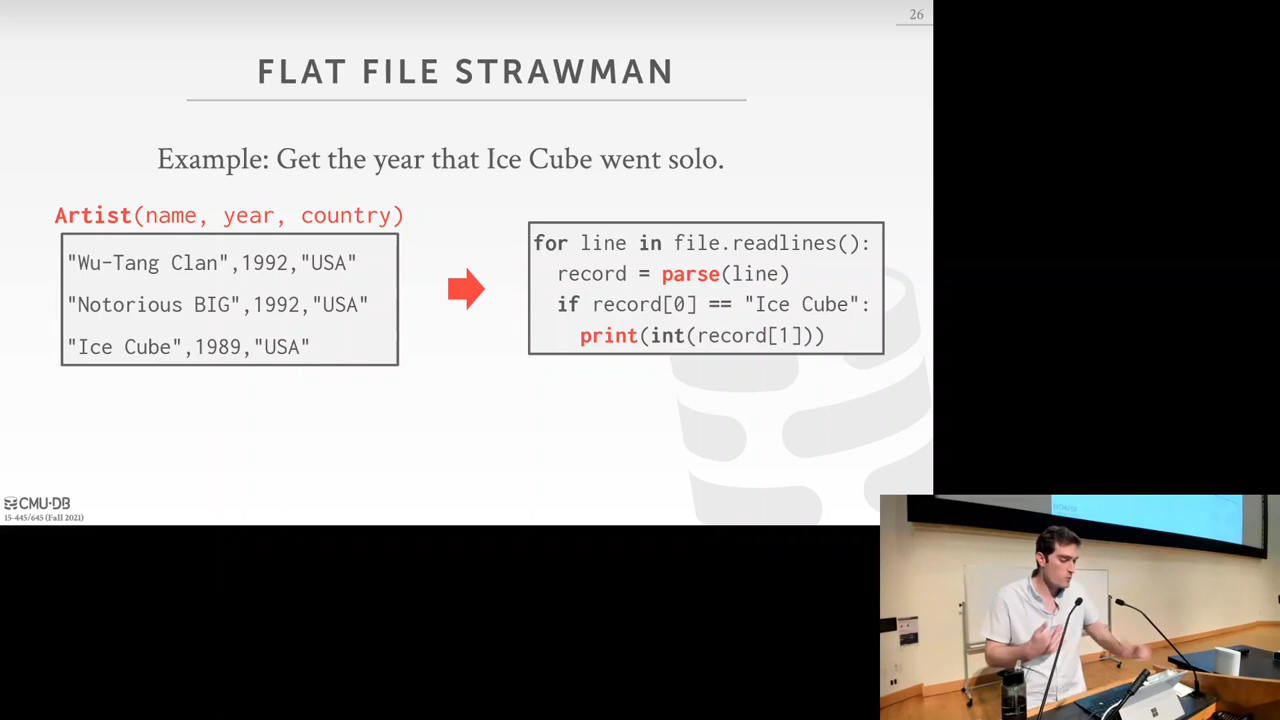 26
FLAT FILE STRAWMAN
Example: Get the year that Ice Cube went solo.
Artist(name, year, country)
"Wu-Tang Clan",1992,"USA"
"Notorious BIG",1992,"USA"
"Ice Cube",1989,"USA"
for line in file.readlines():
record = parse(line)
if record[0] == "Ice Cube":
print(int(record[1]))
CMU·DB
15-445/645 (Fall 2021)